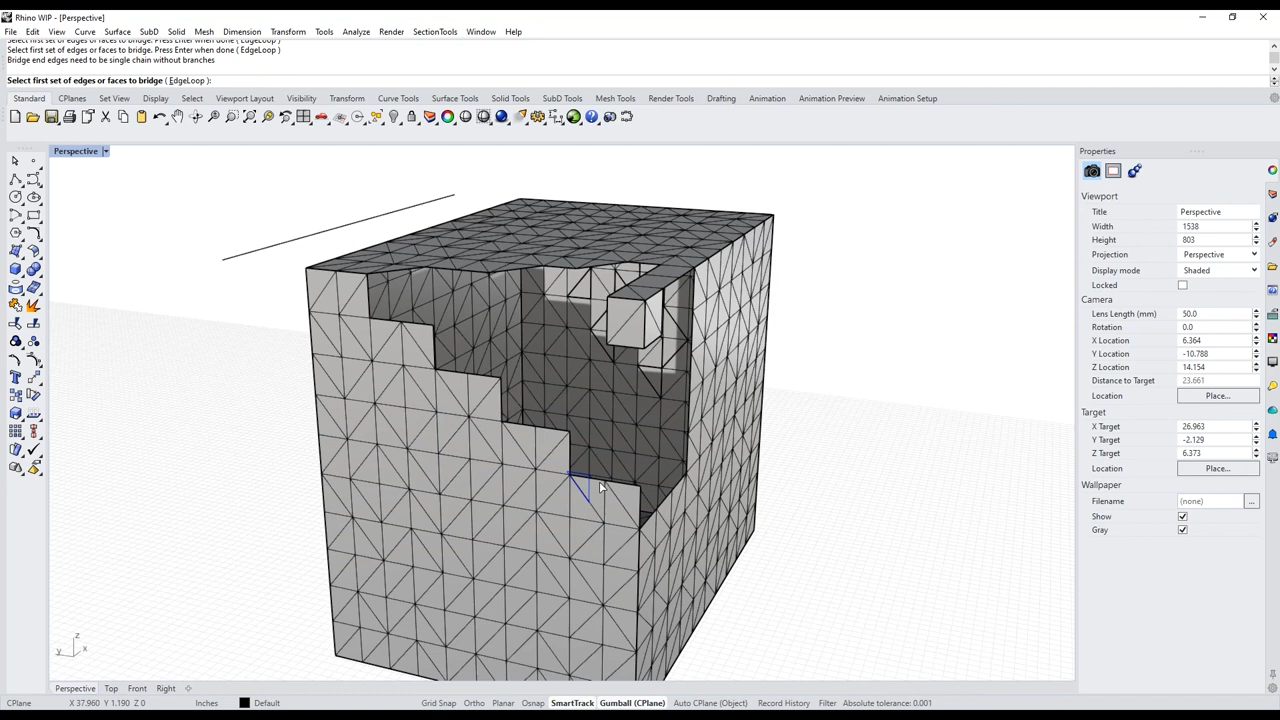 Rhino WIP - [Perspective]
File Edit View Curve Surface SubD Solid Mesh Dimension Transform Tools Analyze Render SectionTools Window Help
Select first set of edges or faces to bridge. Press Enter when done ( EdgeLoop )
Select first set of edges or faces to bridge. Press Enter when done ( EdgeLoop )
Bridge end edges need to be single chain without branches
Select first set of edges or faces to bridge ( EdgeLoop ):
Standard CPlanes Set View Display Select Viewport Layout Visibility Transform Curve Tools Surface Tools Solid Tools SubD Tools Mesh Tools Render Tools Drafting Animation Animation Preview Animation Setup
Perspective
Properties
Viewport
Title Perspective
Width 1538
Height 803
Projection Perspective
Display mode Shaded
Locked
Camera
Lens Length (mm) 50.0
Rotation 0.0
X Location 6.364
Y Location -10.788
Z Location 14.154
Distance to Target 23.661
Location Place...
Target
X Target 26.963
Y Target -2.129
Z Target 6.373
Location Place...
Wallpaper
Filename (none) ...
Show
Gray
z
y x
Perspective Top Front Right
CPlane X 37.960 Y 1.190 Z 0 Inches Default Grid Snap Ortho Planar Osnap SmartTrack Gumball (CPlane) Auto CPlane (Object) Record History Filter Absolute tolerance: 0.001